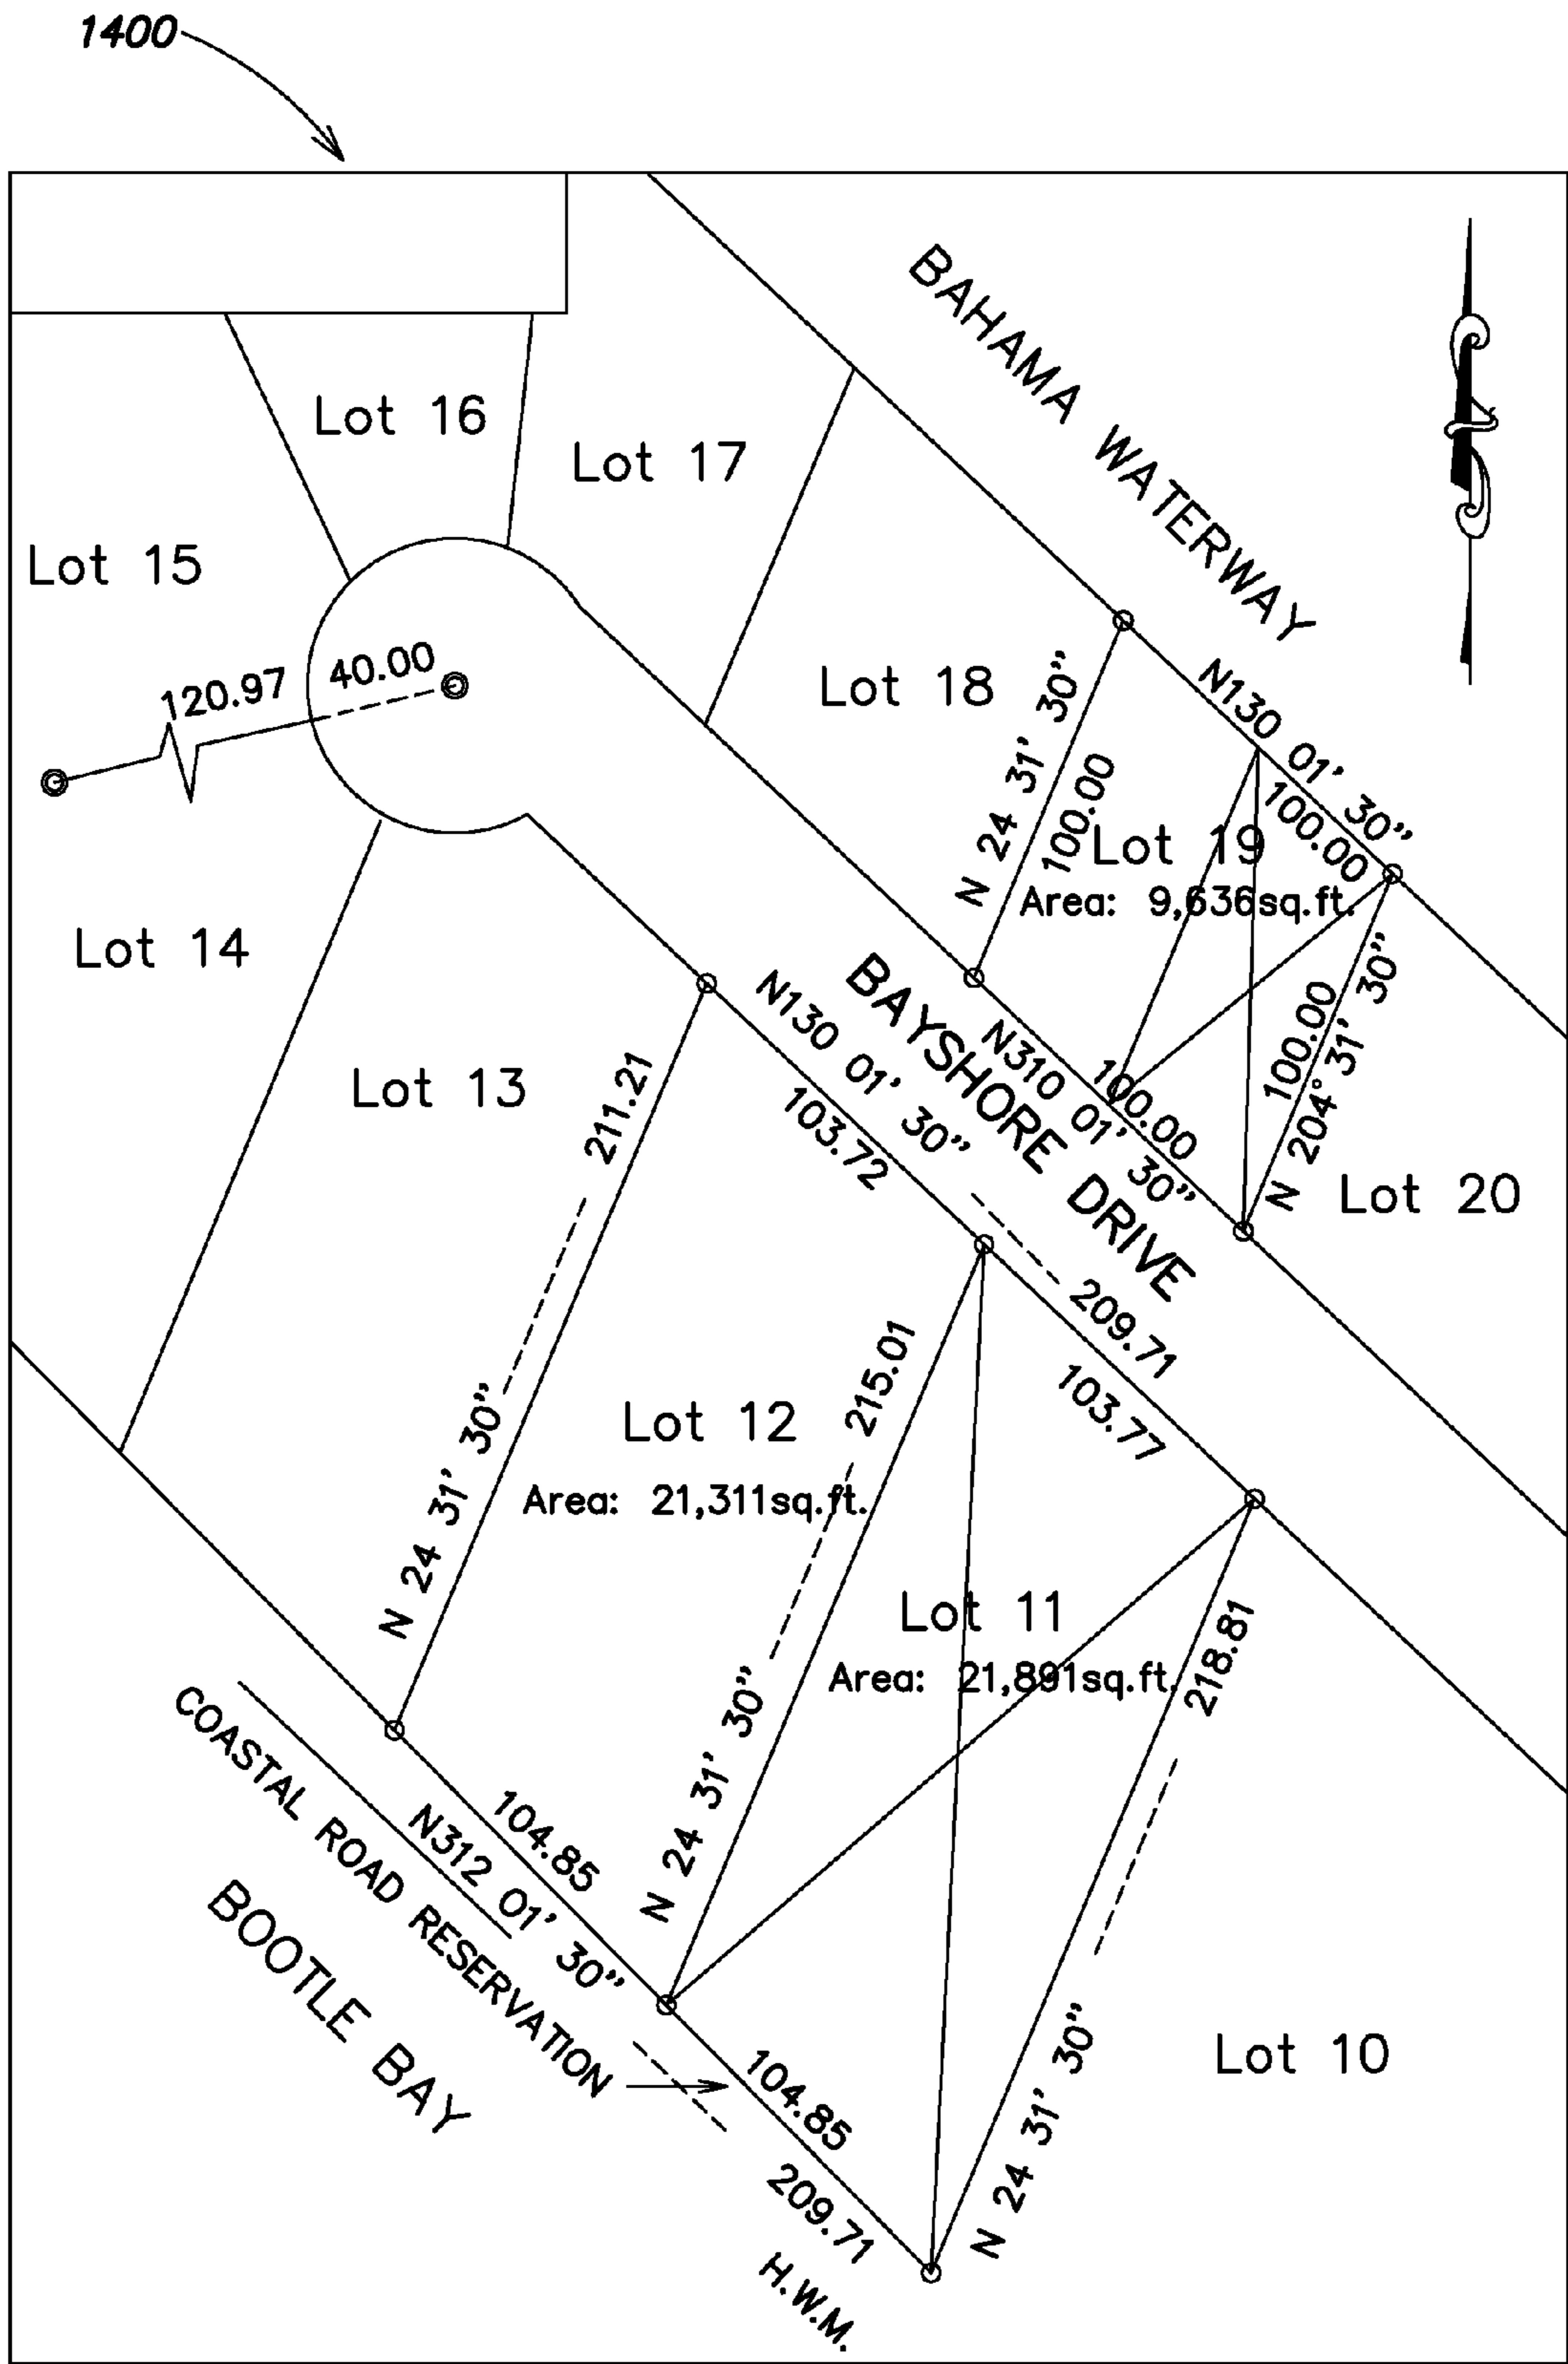 1400
BAHAMA WATERWAY
Lot 16
Lot 17
Lot 15
120.97
40.00
Lot 18
N 24 31' 30"
100.00
N130 01' 30"
100.00
Lot 19
Area: 9,636sq.ft.
Lot 14
BAYSHORE DRIVE
N130 01' 30"
103.72
N310 01' 30"
100.00
100.00
N 204° 31' 30"
Lot 20
Lot 13
211.21
N 24 31' 30"
209.71
103.77
Lot 12
Area: 21,311sq.ft.
215.01
N 24 31' 30"
Lot 11
Area: 21,891sq.ft.
218.81
N 24 31' 30"
Lot 10
COASTAL ROAD RESERVATION
N312 01' 30"
104.85
BOOTLE BAY
104.85
209.71
H.W.M.